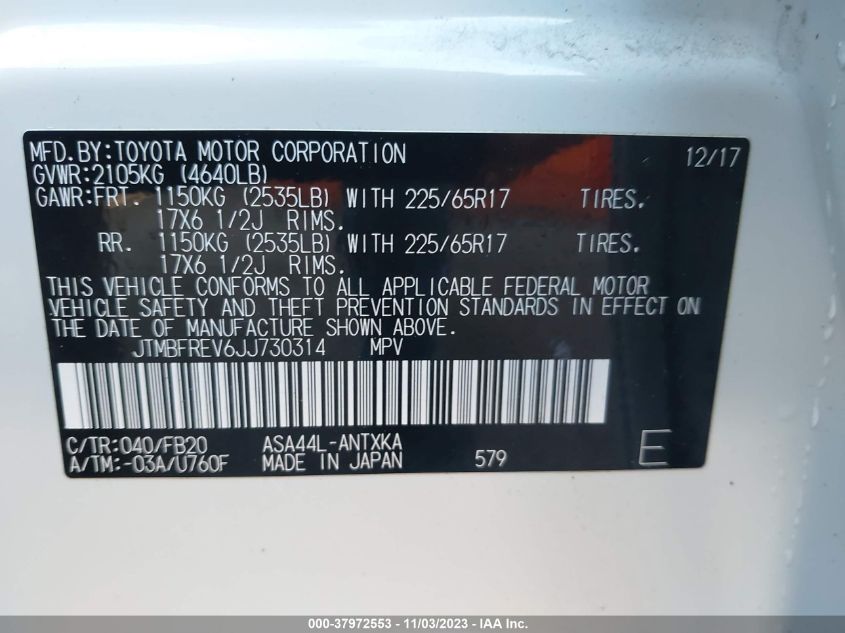 MFD.BY:TOYOTA MOTOR CORPORATION 12/17
GVWR:2105KG (4640LB)
GAWR:FRT. 1150KG (2535LB) WITH 225/65R17 TIRES.
17X6 1/2J RIMS.
RR. 1150KG (2535LB) WITH 225/65R17 TIRES.
17X6 1/2J RIMS.
THIS VEHICLE CONFORMS TO ALL APPLICABLE FEDERAL MOTOR
VEHICLE SAFETY AND THEFT PREVENTION STANDARDS IN EFFECT ON
THE DATE OF MANUFACTURE SHOWN ABOVE.
JTMBFREV6JJ730314 MPV
C/TR:040/FB20 ASA44L-ANTXKA
A/TM:-03A/U760F MADE IN JAPAN 579 E
000-37972553 - 11/03/2023 - IAA Inc.